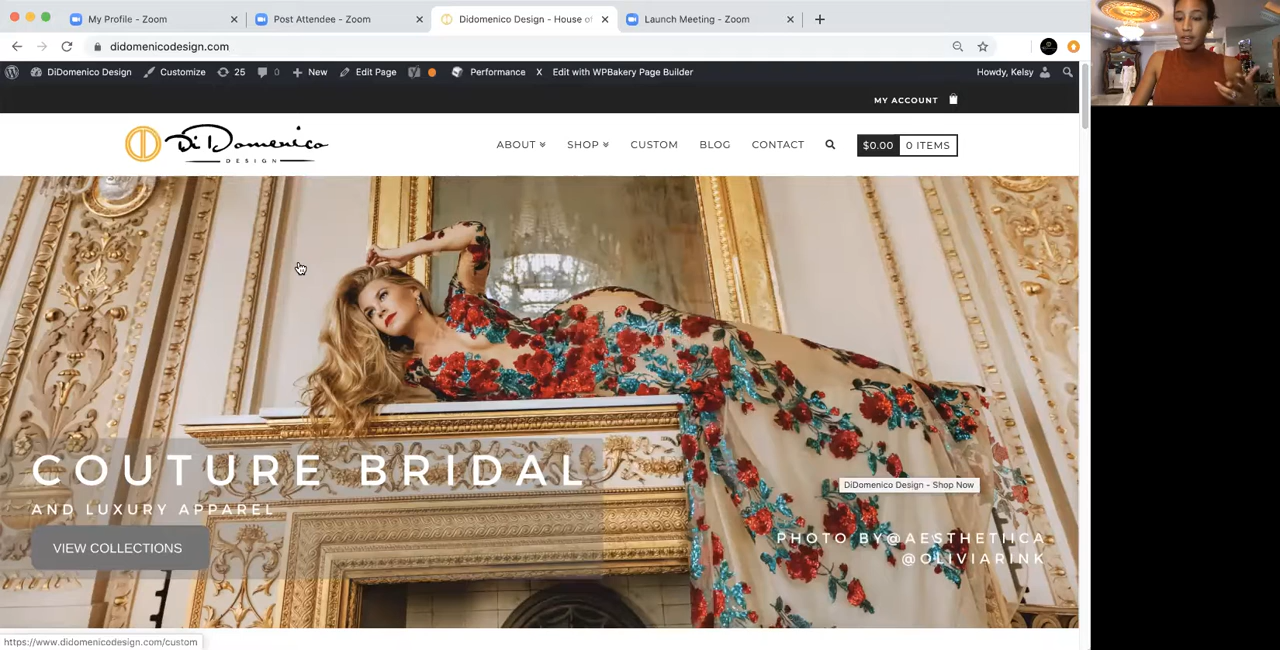 My Profile - Zoom
Post Attendee - Zoom
Didomenico Design - House of
Launch Meeting - Zoom
didomenicodesign.com
DiDomenico Design
Customize
25
0
New
Edit Page
Performance
X Edit with WPBakery Page Builder
Howdy, Kelsy
MY ACCOUNT
DiDomenico
DESIGN
ABOUT
SHOP
CUSTOM
BLOG
CONTACT
$0.00
0 ITEMS
COUTURE BRIDAL
AND LUXURY APPAREL
VIEW COLLECTIONS
DiDomenico Design - Shop Now
PHOTO BY@AESTHETIICA
@OLIVIARINK
https://www.didomenicodesign.com/custom